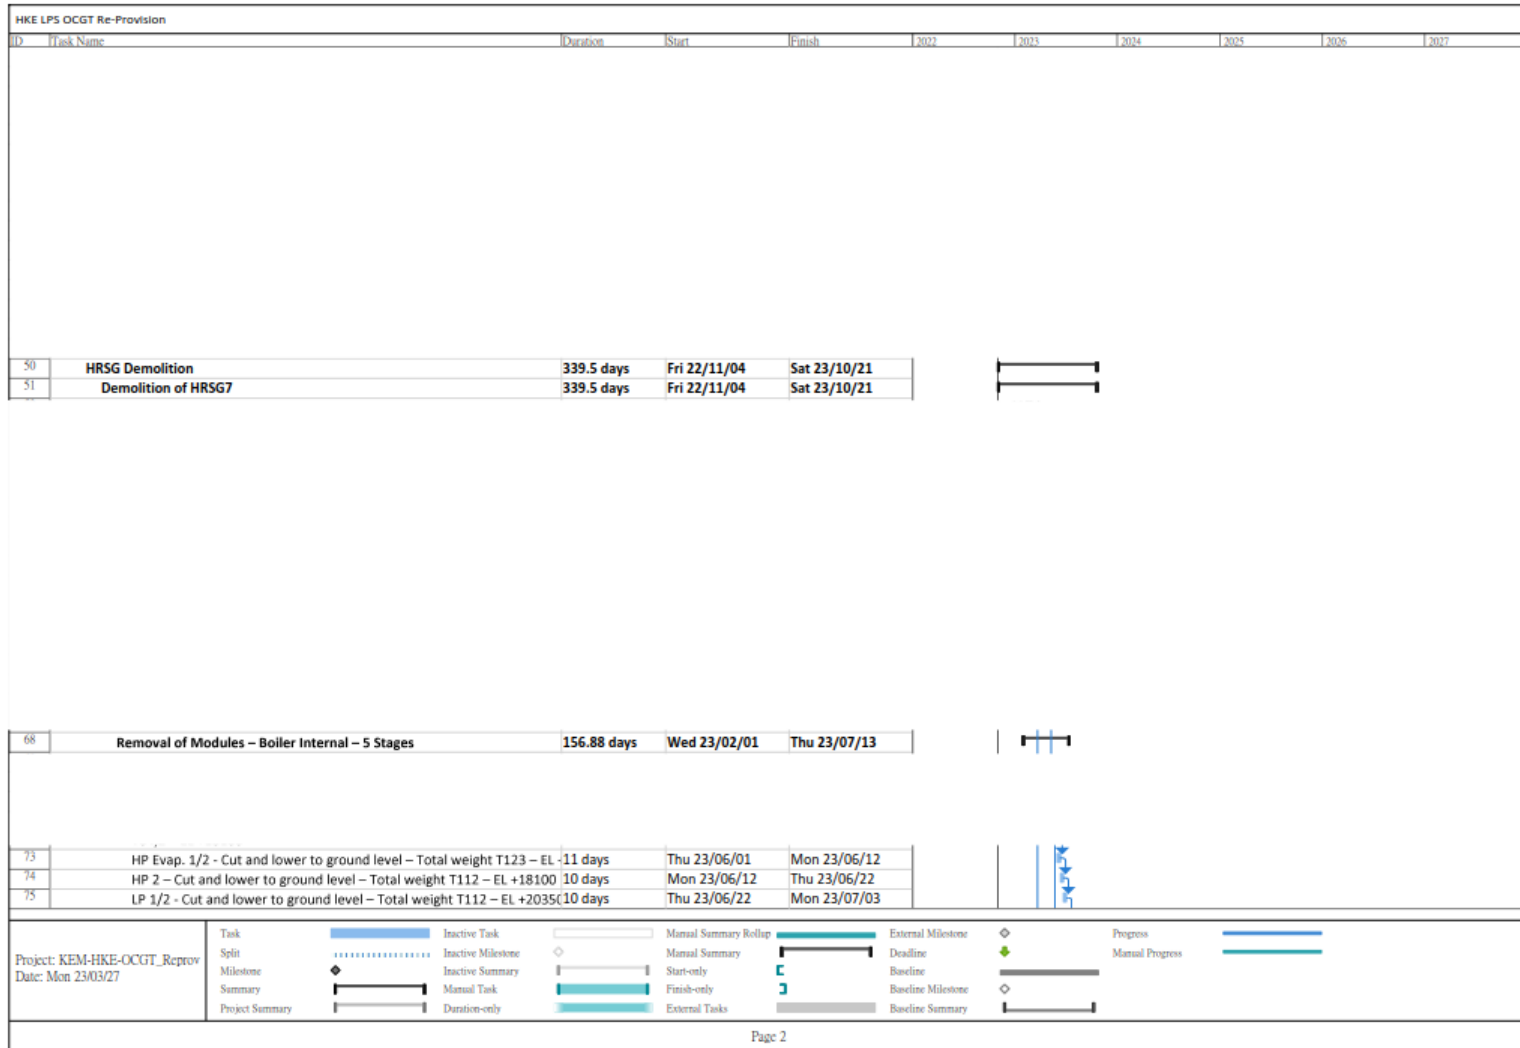 HKE LPS OCGT Re-Provision
ID Task Name Duration Start Finish 2022 2023 2024 2025 2026 2027
50 HRSG Demolition 339.5 days Fri 22/11/04 Sat 23/10/21
51 Demolition of HRSG7 339.5 days Fri 22/11/04 Sat 23/10/21
68 Removal of Modules – Boiler Internal – 5 Stages 156.88 days Wed 23/02/01 Thu 23/07/13
73 HP Evap. 1/2 - Cut and lower to ground level – Total weight T123 – EL 11 days Thu 23/06/01 Mon 23/06/12
74 HP 2 – Cut and lower to ground level – Total weight T112 – EL +18100 10 days Mon 23/06/12 Thu 23/06/22
75 LP 1/2 - Cut and lower to ground level – Total weight T112 – EL +2035 10 days Thu 23/06/22 Mon 23/07/03
Project: KEM-HKE-OCGT_Reprov
Date: Mon 23/03/27
Task Inactive Task Manual Summary Rollup External Milestone Progress
Split Inactive Milestone Manual Summary Deadline Manual Progress
Milestone Inactive Summary Start-only Baseline
Summary Manual Task Finish-only Baseline Milestone
Project Summary Duration-only External Tasks Baseline Summary
Page 2